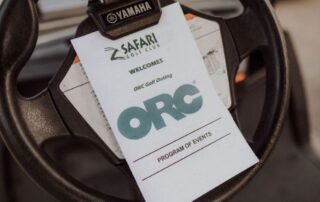 YAMAHA
SAFARI
GOLF CLUB
WELCOMES
ORC Golf Outing
ORC
PROGRAM OF EVENTS